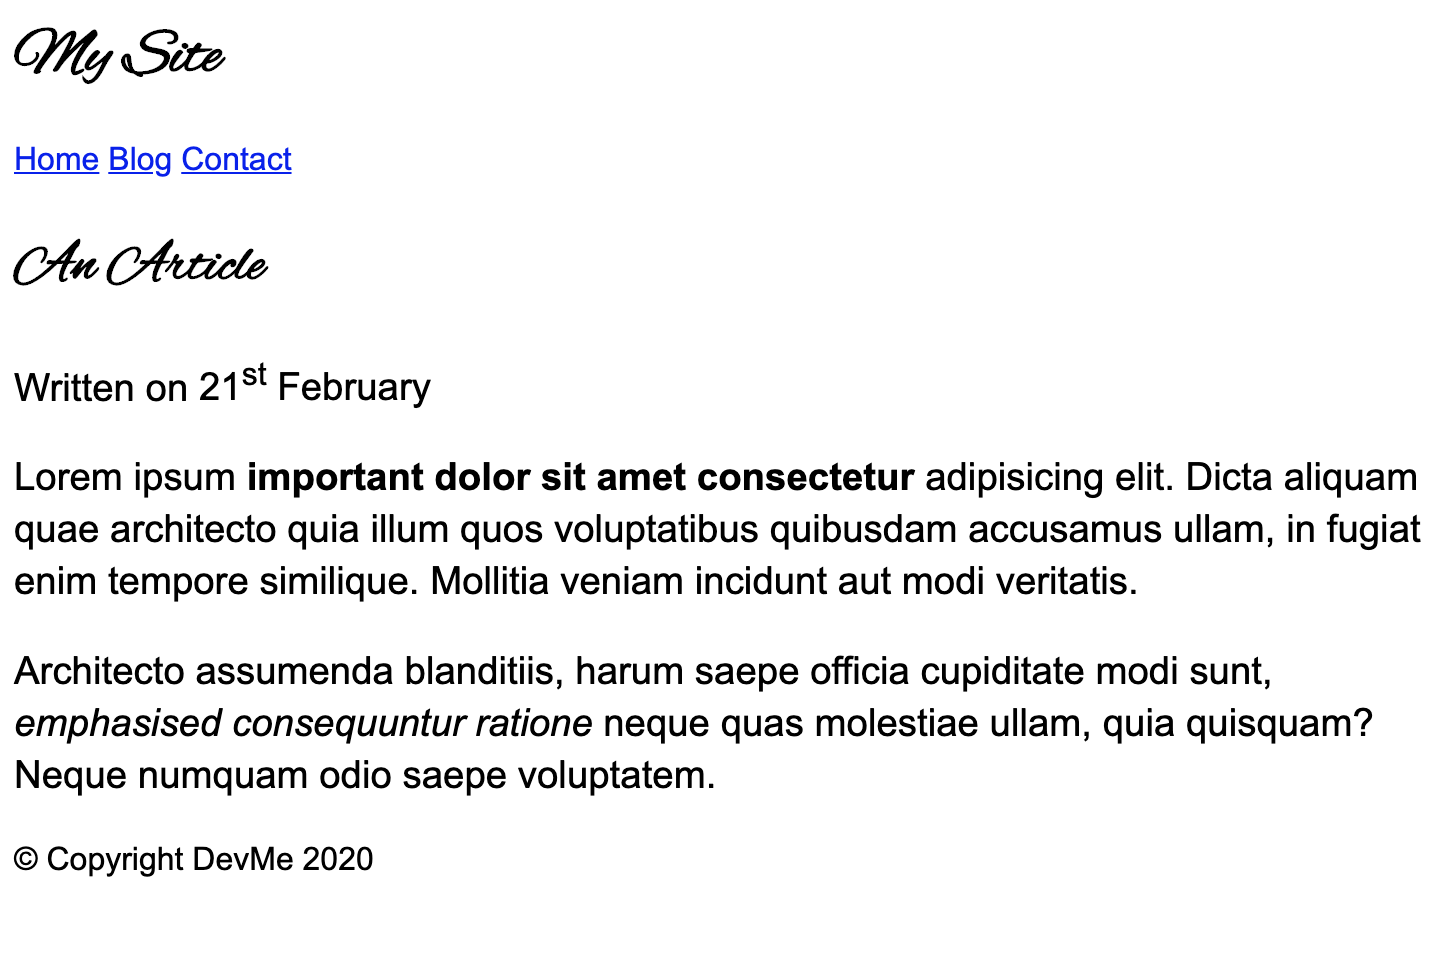 My Site
Home Blog Contact
An Article
Written on 21st February
Lorem ipsum important dolor sit amet consectetur adipisicing elit. Dicta aliquam
quae architecto quia illum quos voluptatibus quibusdam accusamus ullam, in fugiat
enim tempore similique. Mollitia veniam incidunt aut modi veritatis.
Architecto assumenda blanditiis, harum saepe officia cupiditate modi sunt,
emphasised consequuntur ratione neque quas molestiae ullam, quia quisquam?
Neque numquam odio saepe voluptatem.
© Copyright DevMe 2020